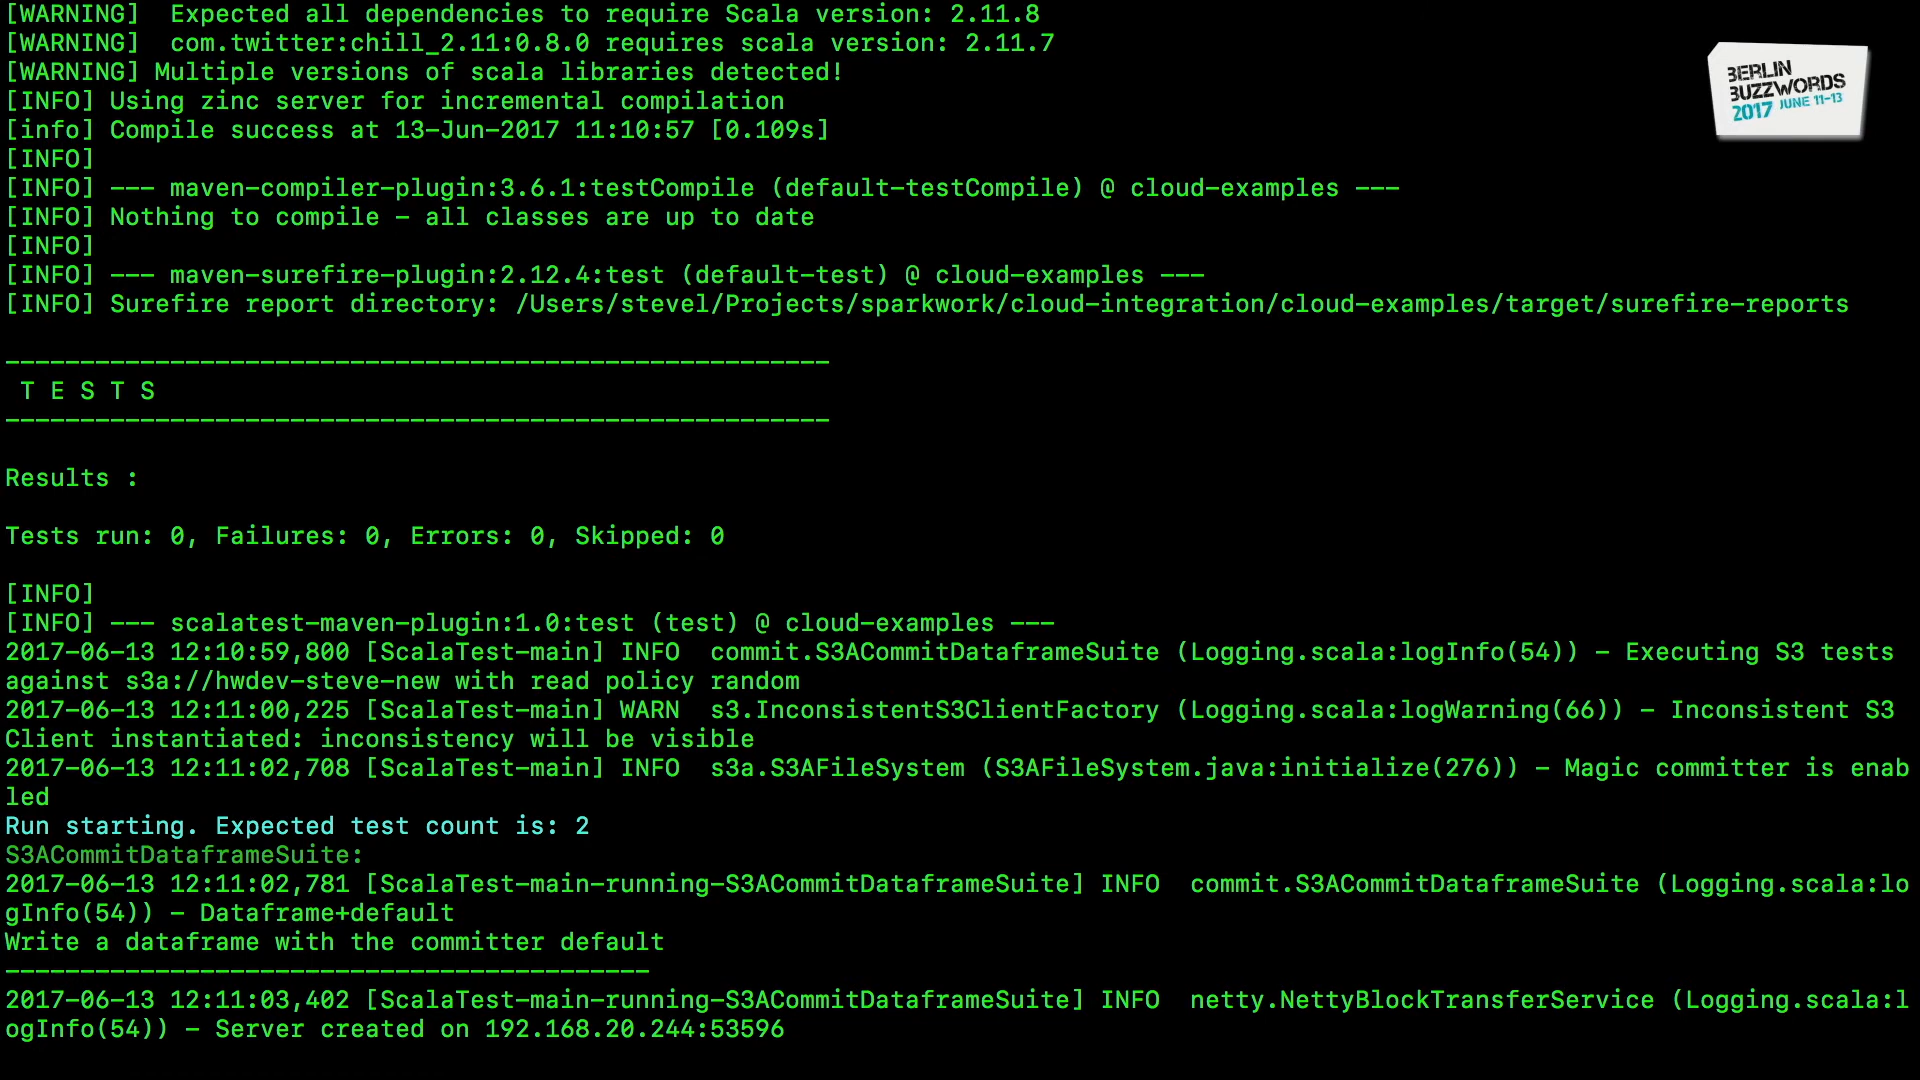 [WARNING]  Expected all dependencies to require Scala version: 2.11.8
[WARNING]  com.twitter:chill_2.11:0.8.0 requires scala version: 2.11.7
[WARNING] Multiple versions of scala libraries detected!
[INFO] Using zinc server for incremental compilation
[info] Compile success at 13-Jun-2017 11:10:57 [0.109s]
[INFO]
[INFO] --- maven-compiler-plugin:3.6.1:testCompile (default-testCompile) @ cloud-examples ---
[INFO] Nothing to compile - all classes are up to date
[INFO]
[INFO] --- maven-surefire-plugin:2.12.4:test (default-test) @ cloud-examples ---
[INFO] Surefire report directory: /Users/stevel/Projects/sparkwork/cloud-integration/cloud-examples/target/surefire-reports
-------------------------------------------------------
 T E S T S
-------------------------------------------------------
Results :
Tests run: 0, Failures: 0, Errors: 0, Skipped: 0
[INFO]
[INFO] --- scalatest-maven-plugin:1.0:test (test) @ cloud-examples ---
2017-06-13 12:10:59,800 [ScalaTest-main] INFO  commit.S3ACommitDataframeSuite (Logging.scala:logInfo(54)) - Executing S3 tests
against s3a://hwdev-steve-new with read policy random
2017-06-13 12:11:00,225 [ScalaTest-main] WARN  s3.InconsistentS3ClientFactory (Logging.scala:logWarning(66)) - Inconsistent S3
Client instantiated: inconsistency will be visible
2017-06-13 12:11:02,708 [ScalaTest-main] INFO  s3a.S3AFileSystem (S3AFileSystem.java:initialize(276)) - Magic committer is enab
led
Run starting. Expected test count is: 2
S3ACommitDataframeSuite:
2017-06-13 12:11:02,781 [ScalaTest-main-running-S3ACommitDataframeSuite] INFO  commit.S3ACommitDataframeSuite (Logging.scala:lo
gInfo(54)) - Dataframe+default
Write a dataframe with the committer default
-------------------------------------------
2017-06-13 12:11:03,402 [ScalaTest-main-running-S3ACommitDataframeSuite] INFO  netty.NettyBlockTransferService (Logging.scala:l
ogInfo(54)) - Server created on 192.168.20.244:53596
BERLIN
BUZZWORDS
2017 JUNE 11-13